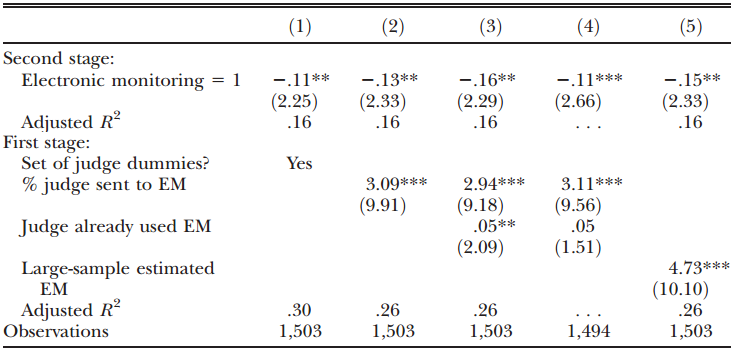 (1) (2) (3) (4) (5)
Second stage:
Electronic monitoring = 1 −.11** −.13** −.16** −.11*** −.15**
(2.25) (2.33) (2.29) (2.66) (2.33)
Adjusted R² .16 .16 .16 . . . .16
First stage:
Set of judge dummies? Yes
% judge sent to EM 3.09*** 2.94*** 3.11***
(9.91) (9.18) (9.56)
Judge already used EM .05** .05
(2.09) (1.51)
Large-sample estimated
EM 4.73***
(10.10)
Adjusted R² .30 .26 .26 . . . .26
Observations 1,503 1,503 1,503 1,494 1,503